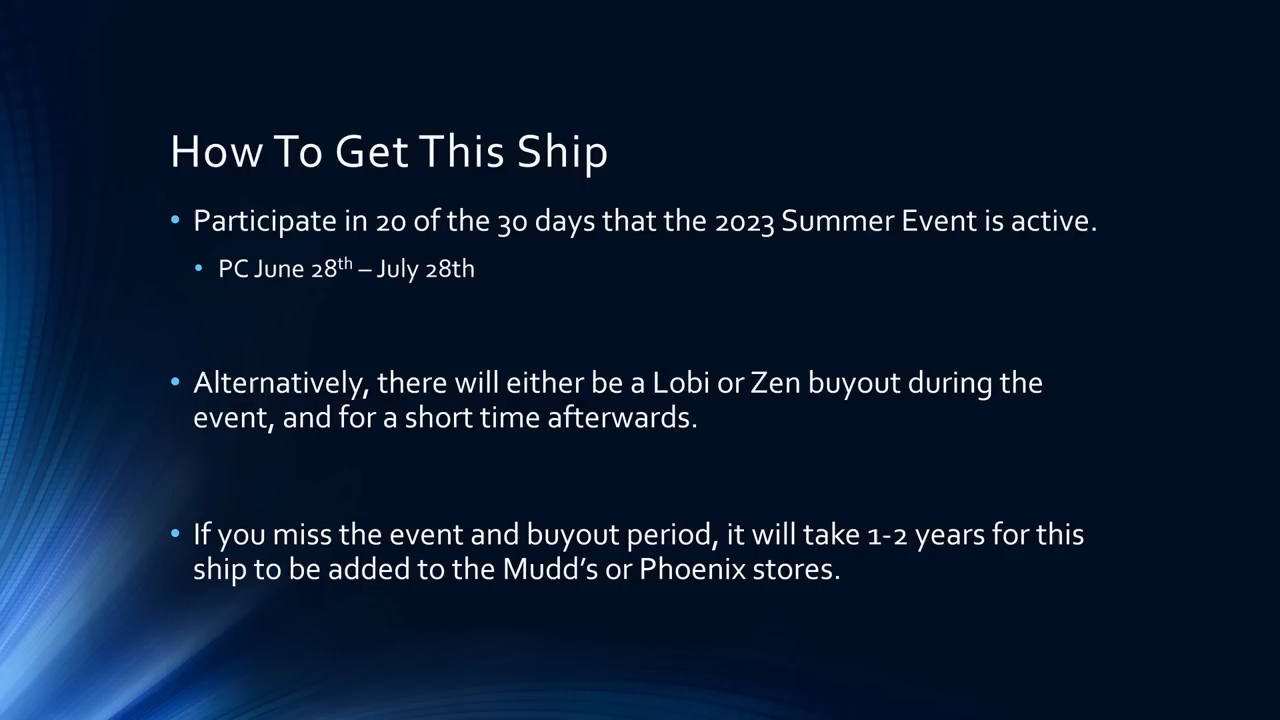 How To Get This Ship
• Participate in 20 of the 30 days that the 2023 Summer Event is active.
• PC June 28th – July 28th
• Alternatively, there will either be a Lobi or Zen buyout during the
event, and for a short time afterwards.
• If you miss the event and buyout period, it will take 1-2 years for this
ship to be added to the Mudd’s or Phoenix stores.